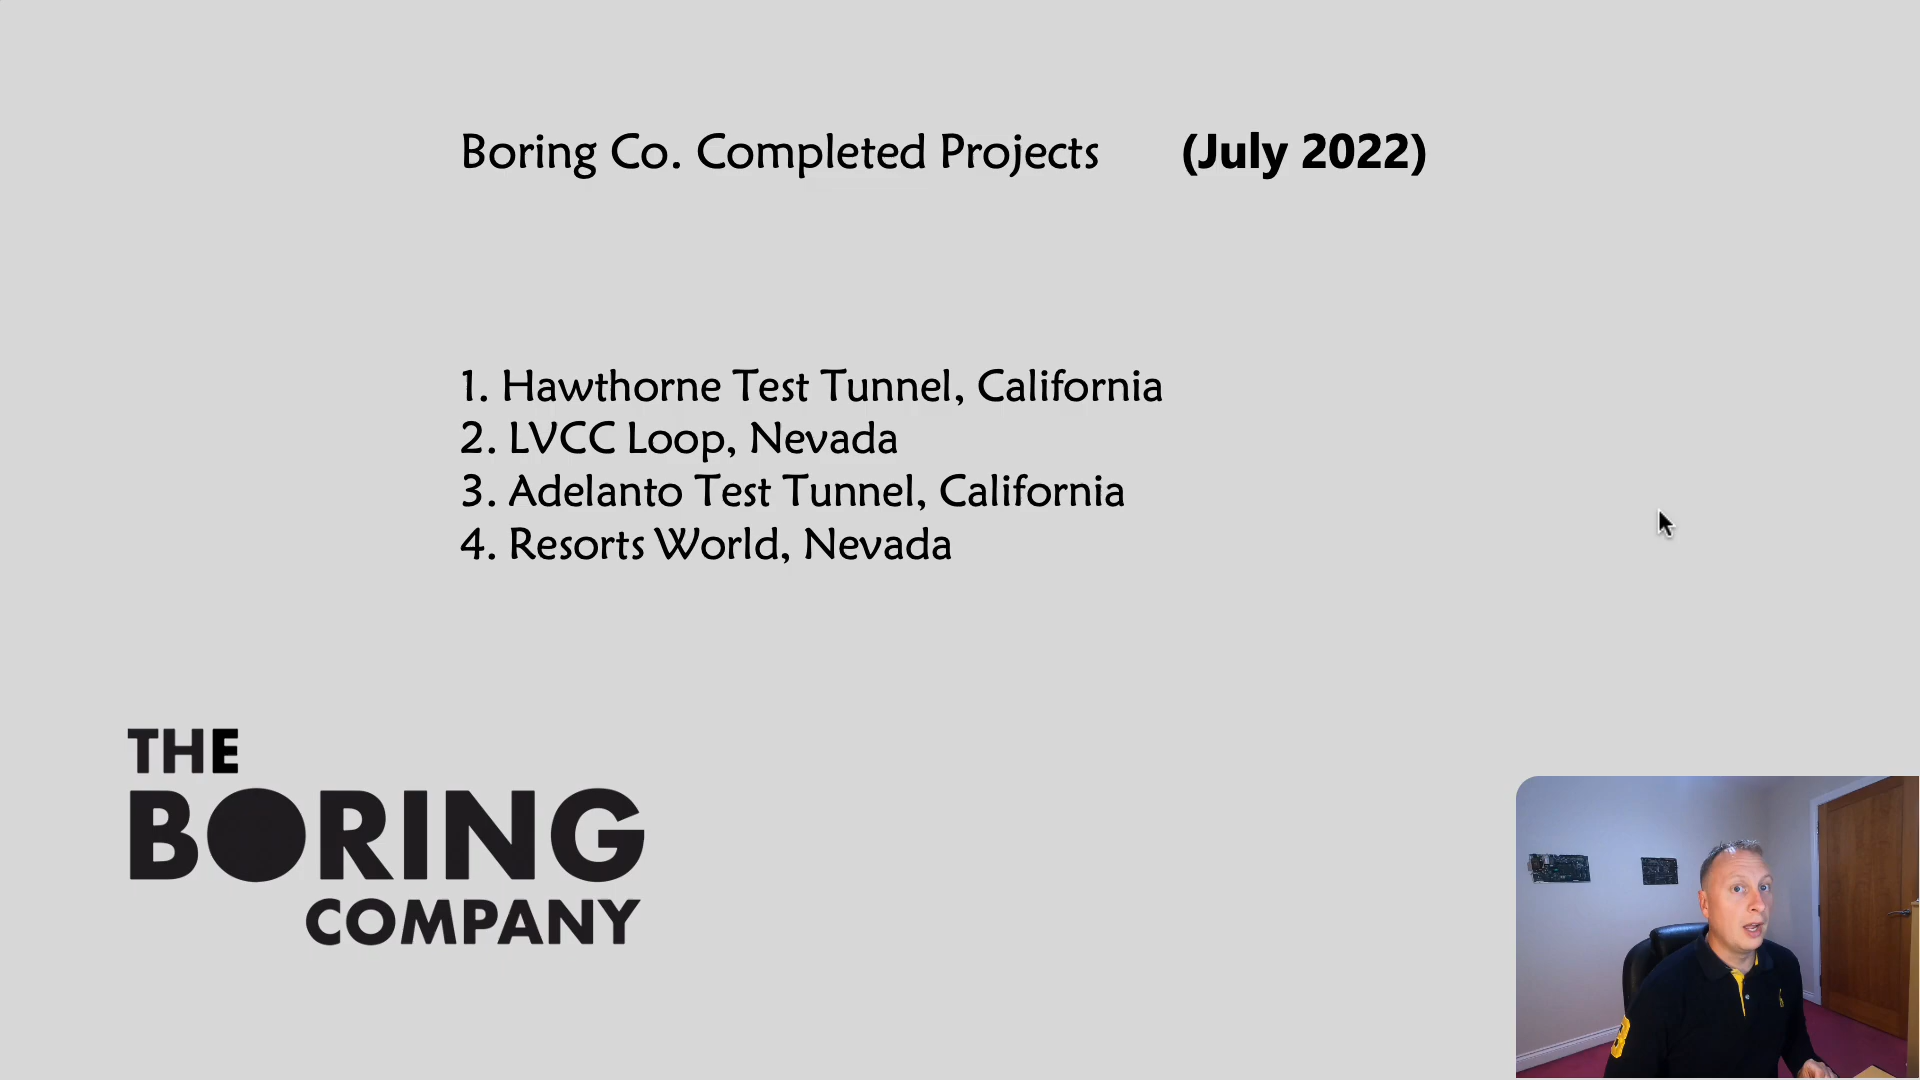 Boring Co. Completed Projects (July 2022)
1. Hawthorne Test Tunnel, California
2. LVCC Loop, Nevada
3. Adelanto Test Tunnel, California
4. Resorts World, Nevada
THE
BORING
COMPANY